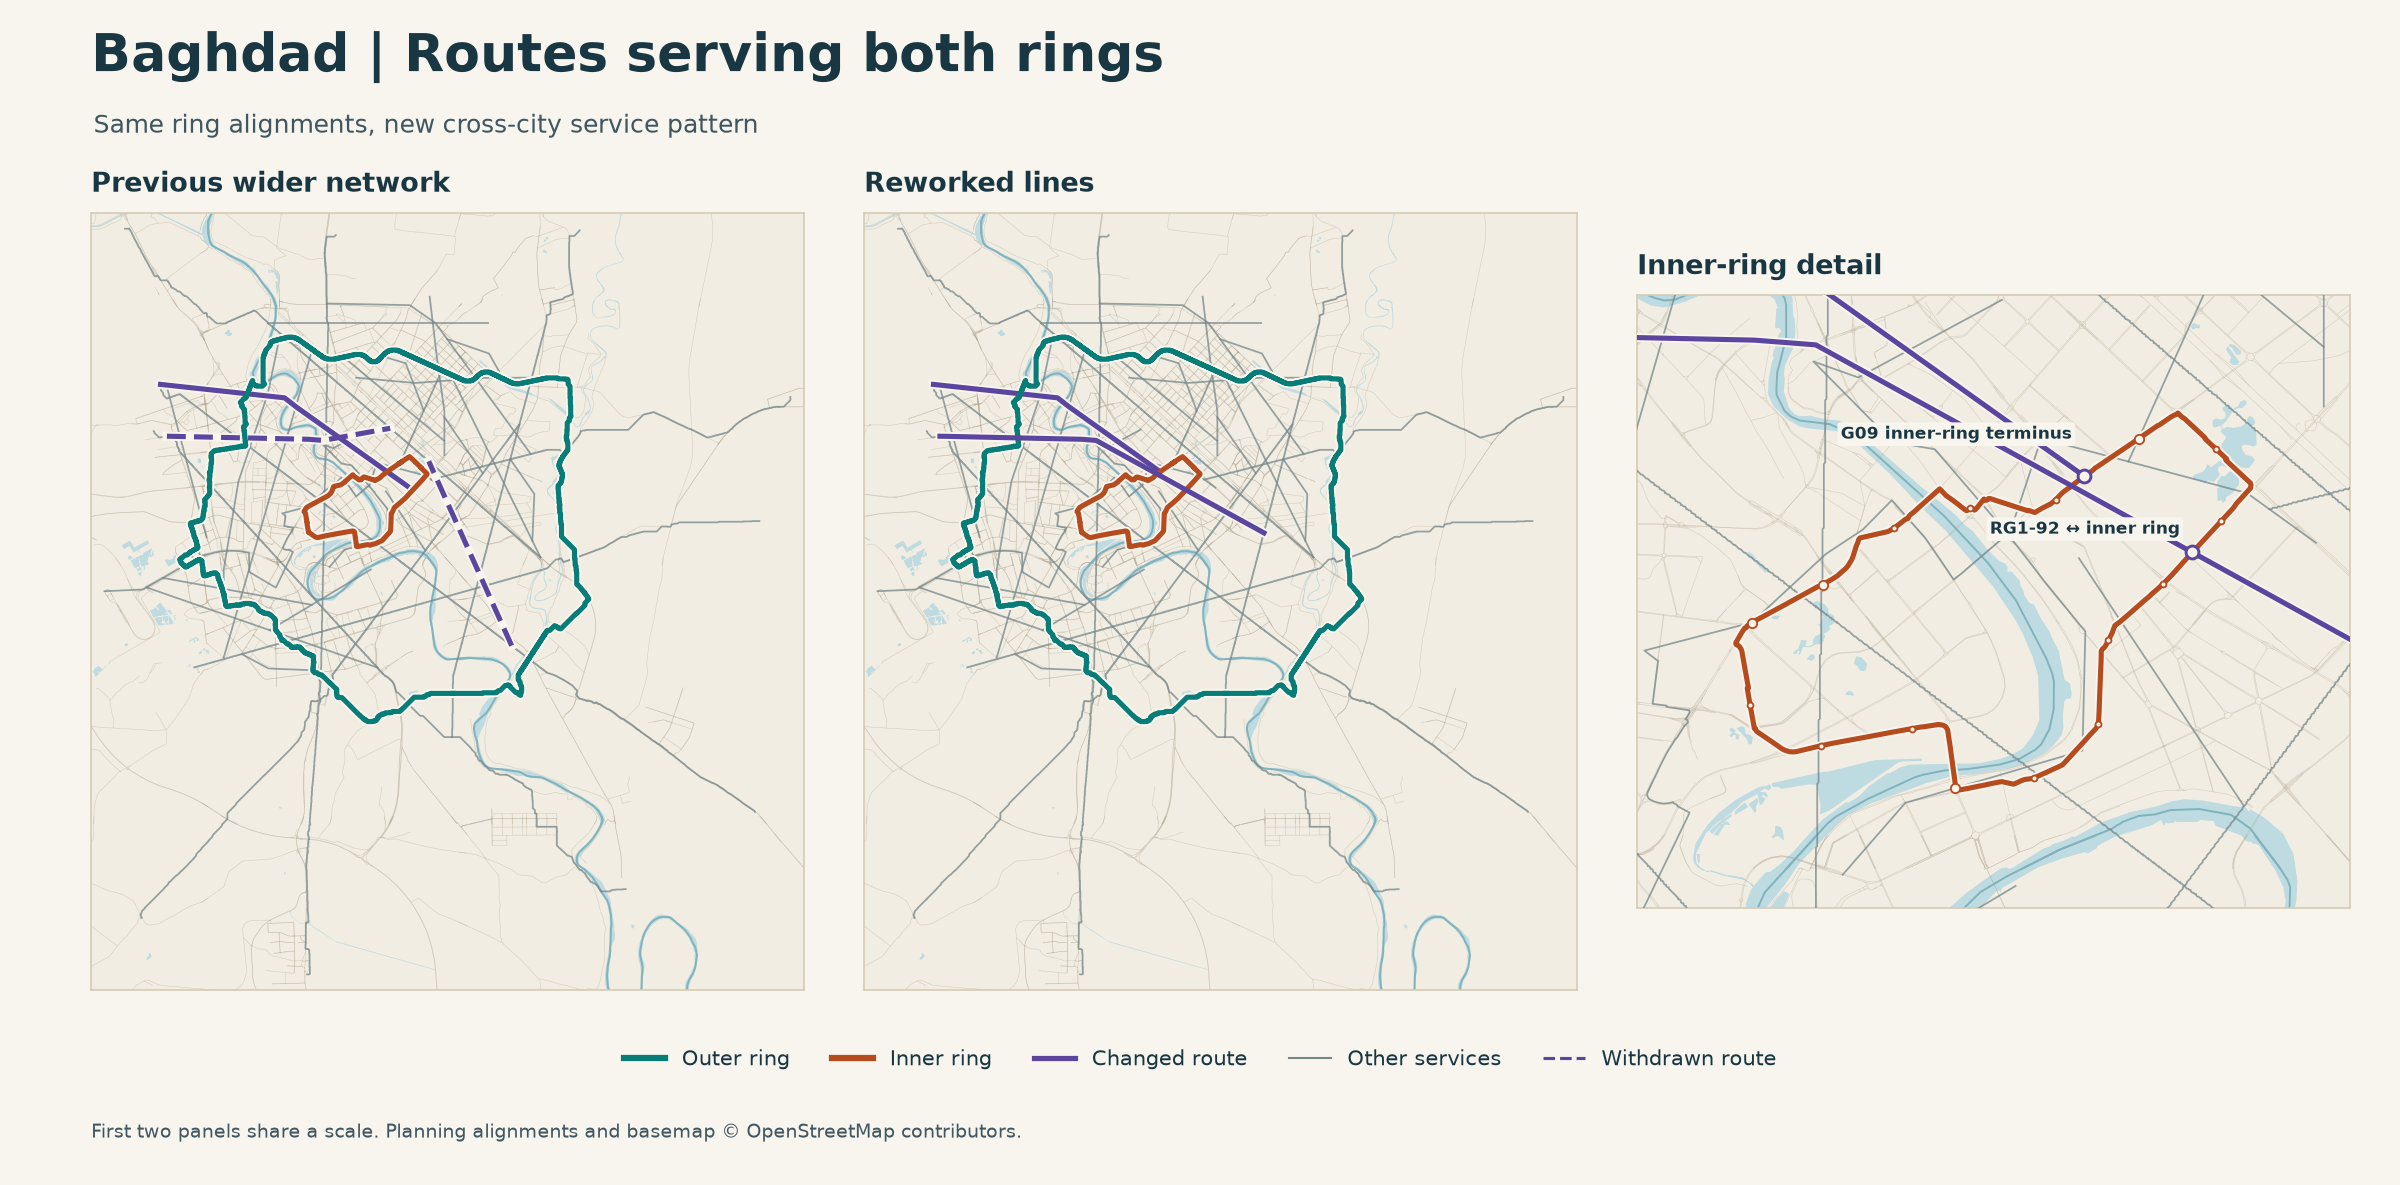 Baghdad | Routes serving both rings
Same ring alignments, new cross-city service pattern
Previous wider network
Reworked lines
Inner-ring detail
G09 inner-ring terminus
RG1-92 ↔ inner ring
Outer ring
Inner ring
Changed route
Other services
Withdrawn route
First two panels share a scale. Planning alignments and basemap © OpenStreetMap contributors.